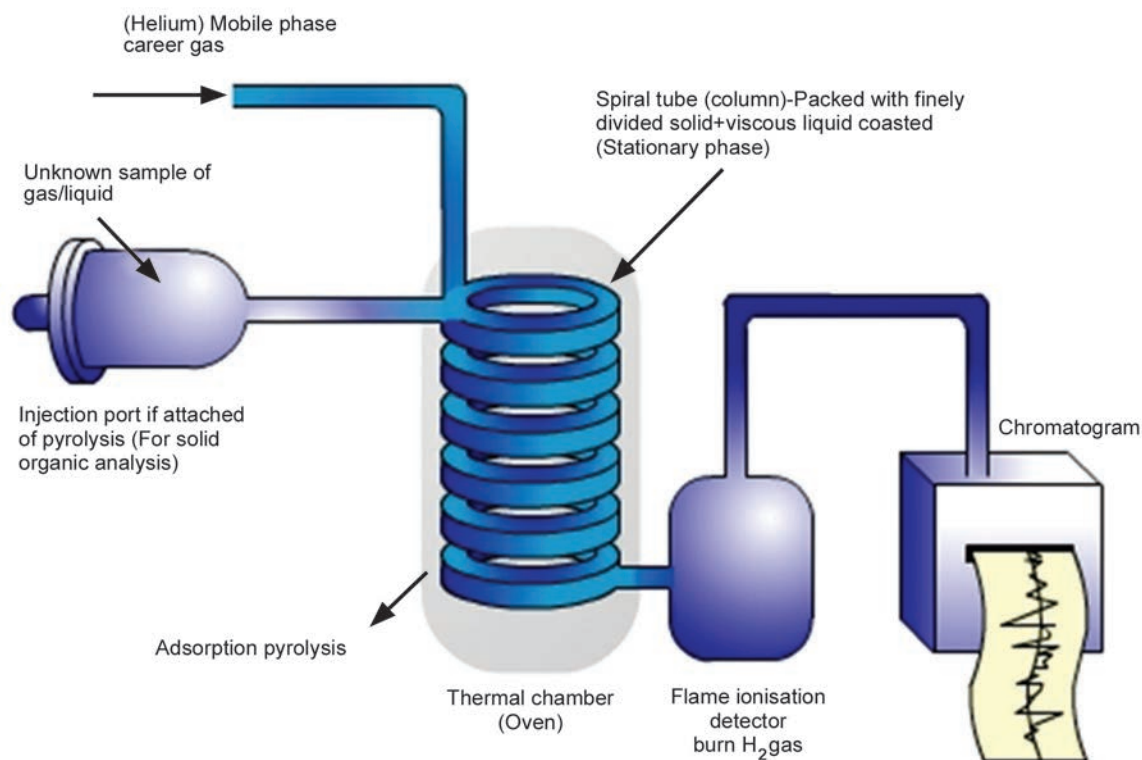 (Helium) Mobile phase
career gas
Spiral tube (column)-Packed with finely
divided solid+viscous liquid coasted
(Stationary phase)
Unknown sample of
gas/liquid
Injection port if attached
of pyrolysis (For solid
organic analysis)
Chromatogram
Adsorption pyrolysis
Thermal chamber
(Oven)
Flame ionisation
detector
burn H₂gas